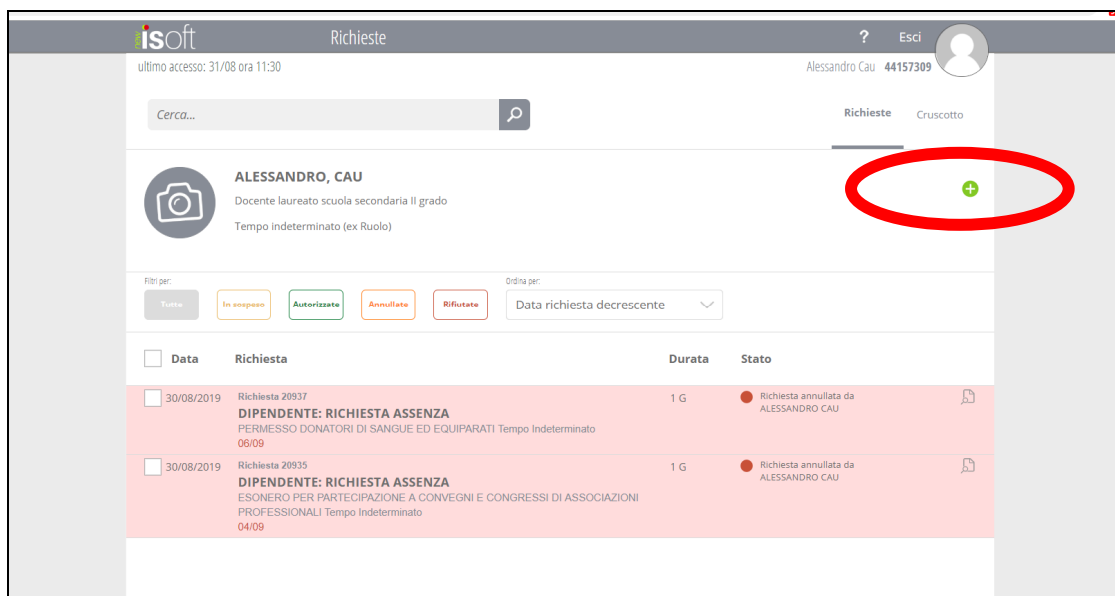 new isoft
Richieste
? Esci
ultimo accesso: 31/08 ora 11:30
Alessandro Cau 44157309
Cerca...
Richieste Cruscotto
ALESSANDRO, CAU
Docente laureato scuola secondaria II grado
Tempo indeterminato (ex Ruolo)
Filtri per:
Ordina per:
Tutte In sospeso Autorizzate Annullate Rifiutate Data richiesta decrescente
Data Richiesta Durata Stato
30/08/2019 Richiesta 20937 1 G Richiesta annullata da
DIPENDENTE: RICHIESTA ASSENZA ALESSANDRO CAU
PERMESSO DONATORI DI SANGUE ED EQUIPARATI Tempo Indeterminato
06/09
30/08/2019 Richiesta 20935 1 G Richiesta annullata da
DIPENDENTE: RICHIESTA ASSENZA ALESSANDRO CAU
ESONERO PER PARTECIPAZIONE A CONVEGNI E CONGRESSI DI ASSOCIAZIONI
PROFESSIONALI Tempo Indeterminato
04/09